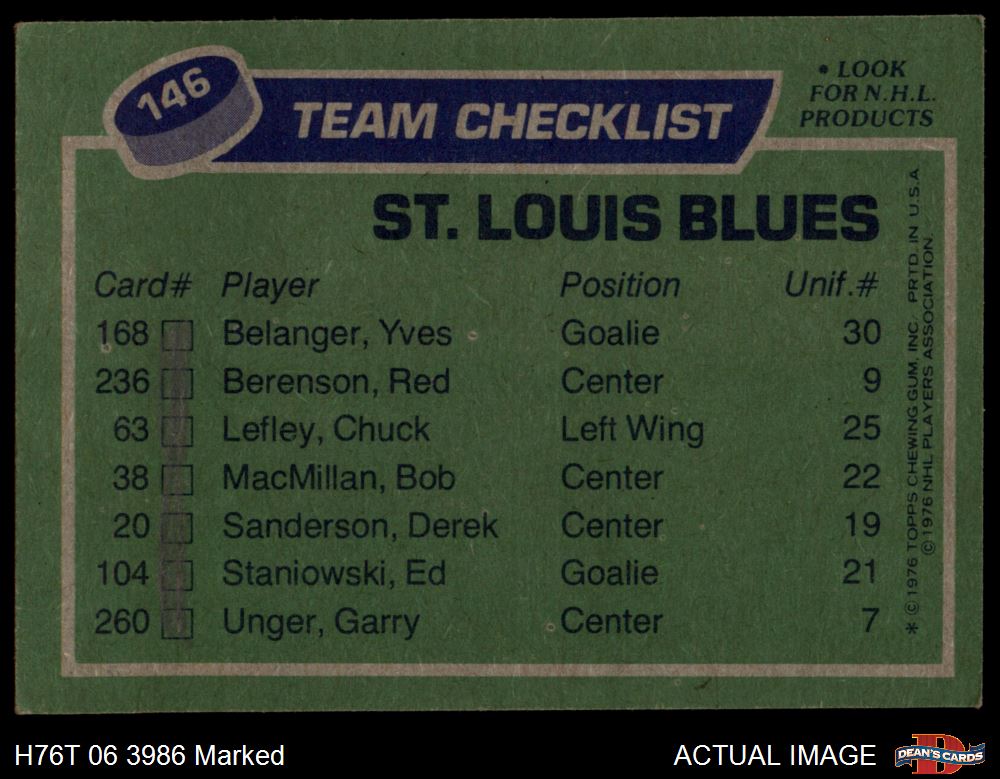 146
TEAM CHECKLIST
• LOOK
FOR N.H.L.
PRODUCTS
ST. LOUIS BLUES
Card# Player Position Unif.#
168 Belanger, Yves Goalie 30
236 Berenson, Red Center 9
63 Lefley, Chuck Left Wing 25
38 MacMillan, Bob Center 22
20 Sanderson, Derek Center 19
104 Staniowski, Ed Goalie 21
260 Unger, Garry Center 7
* © 1976 TOPPS CHEWING GUM, INC. PRTD. IN U.S.A
© 1976 NHL PLAYERS ASSOCIATION
H76T 06 3986 Marked
ACTUAL IMAGE
DEAN'S CARDS